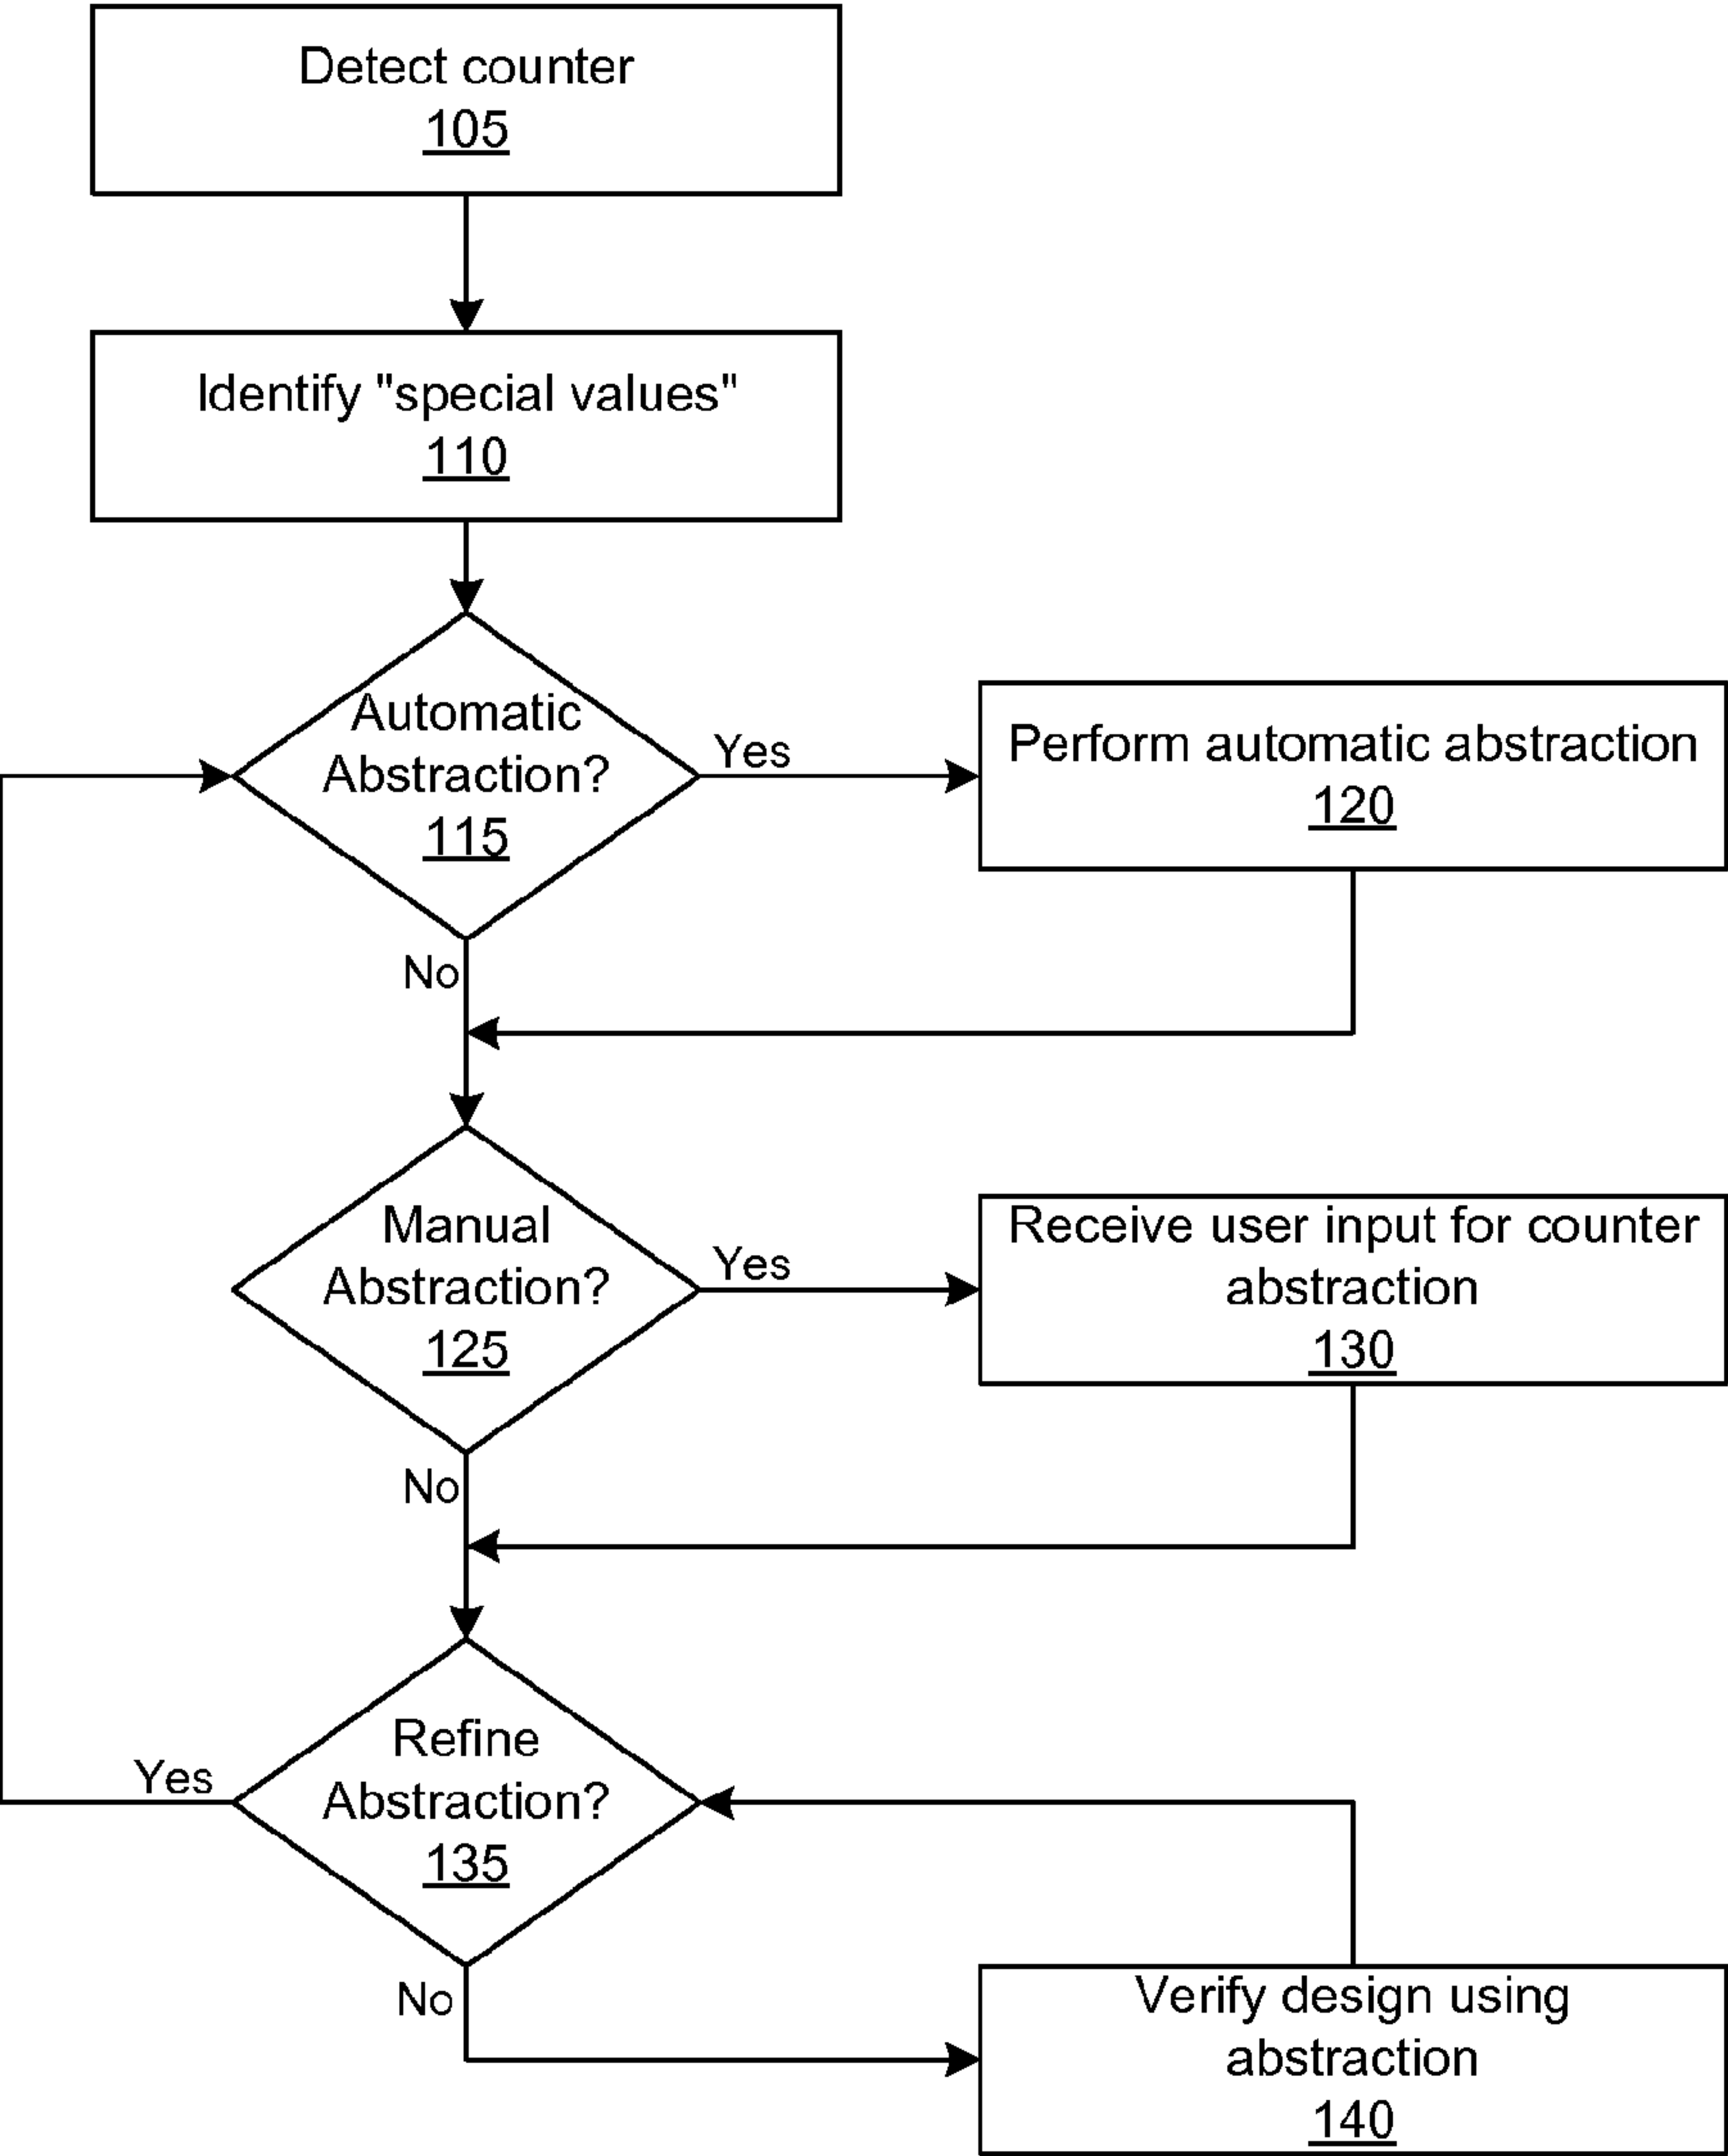 Detect counter
105
Identify "special values"
110
Automatic
Abstraction?
115
Yes
Perform automatic abstraction
120
No
Manual
Abstraction?
125
Yes
Receive user input for counter
abstraction
130
No
Refine
Abstraction?
135
Yes
No
Verify design using
abstraction
140